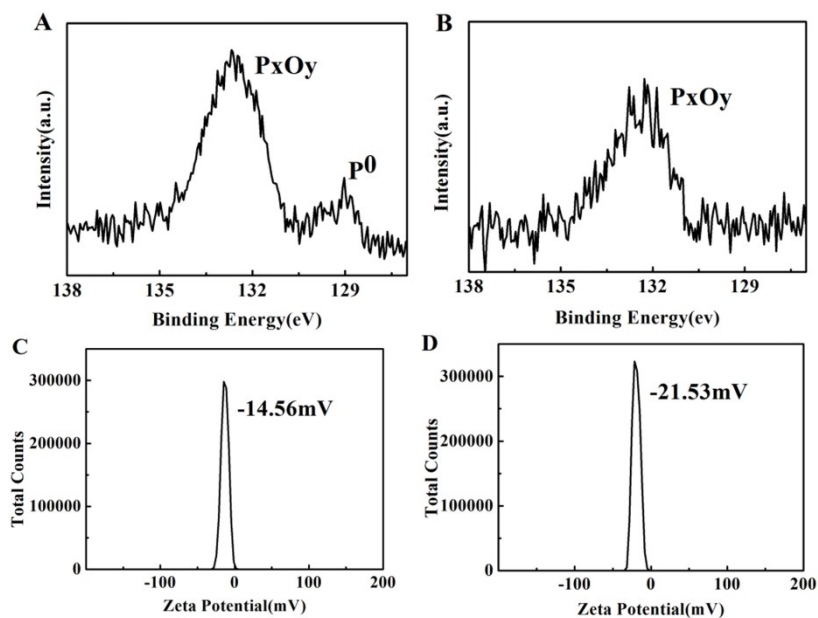 A
PxOy
P0
Intensity(a.u.)
138 135 132 129
Binding Energy(eV)
B
PxOy
Intensity(a.u.)
138 135 132 129
Binding Energy(ev)
C
-14.56mV
Total Counts
300000
200000
100000
0
-100 0 100 200
Zeta Potential(mV)
D
-21.53mV
Total Counts
300000
200000
100000
0
-100 0 100 200
Zeta Potential(mV)